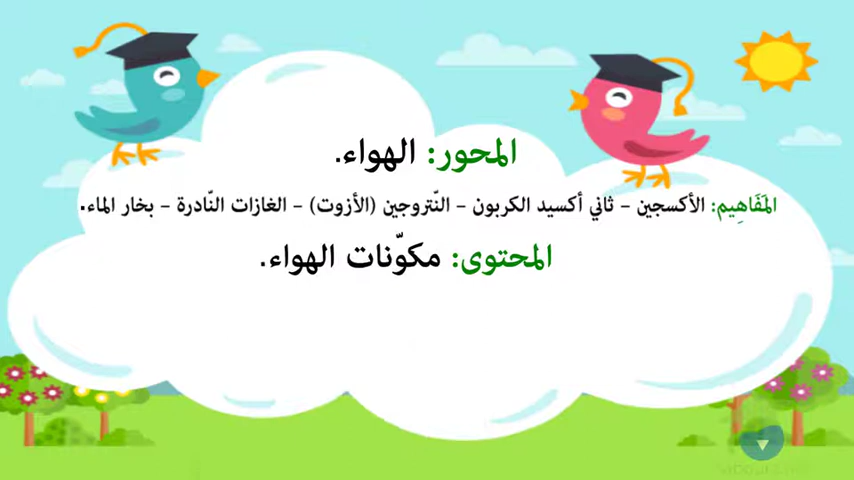 المحور: الهواء.
المَفَاهِيم: الأكسجين – ثاني أكسيد الكربون – النّتروجين (الأزوت) – الغازات النّادرة – بخار الماء.
المحتوى: مكوّنات الهواء.